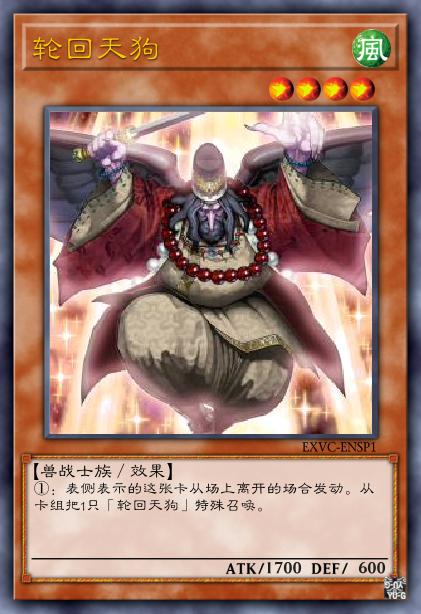 轮回天狗
風
EXVC-ENSP1
【兽战士族／效果】
①：表侧表示的这张卡从场上离开的场合发动。从
卡组把1只「轮回天狗」特殊召唤。
ATK/1700 DEF/ 600